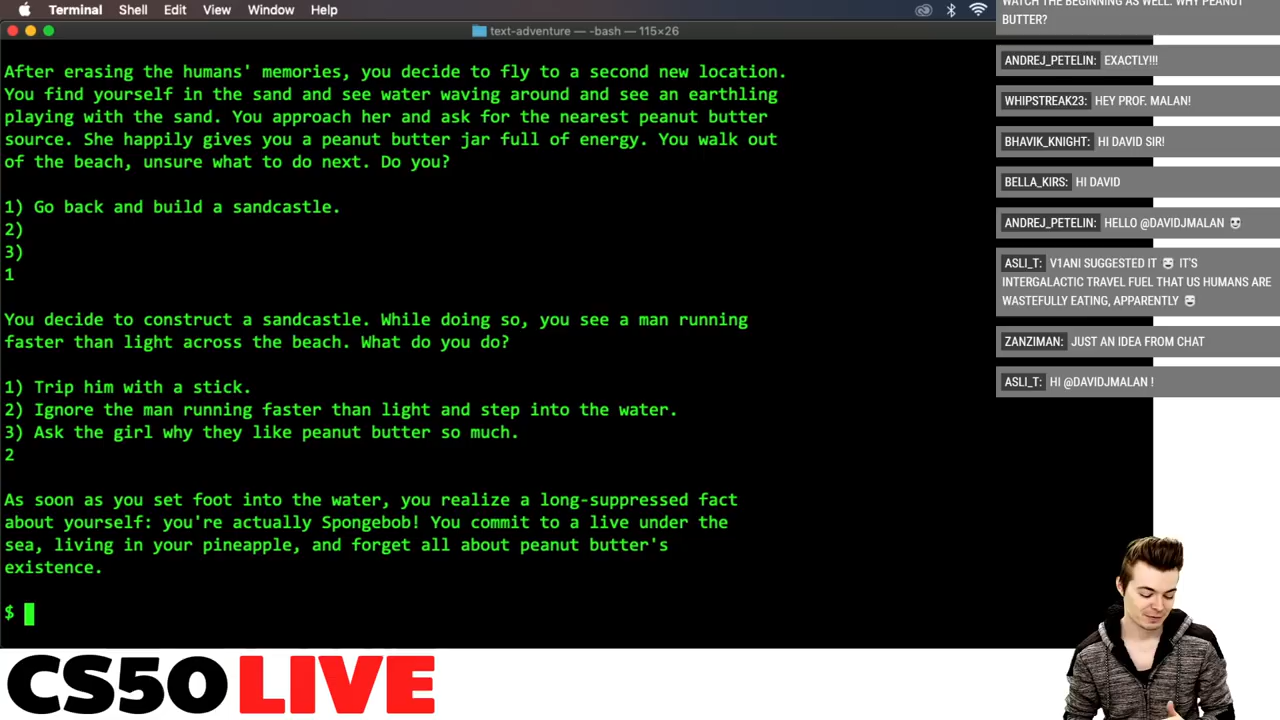 Terminal Shell Edit View Window Help
text-adventure — -bash — 115×26
After erasing the humans' memories, you decide to fly to a second new location.
You find yourself in the sand and see water waving around and see an earthling
playing with the sand. You approach her and ask for the nearest peanut butter
source. She happily gives you a peanut butter jar full of energy. You walk out
of the beach, unsure what to do next. Do you?
1) Go back and build a sandcastle.
2)
3)
1
You decide to construct a sandcastle. While doing so, you see a man running
faster than light across the beach. What do you do?
1) Trip him with a stick.
2) Ignore the man running faster than light and step into the water.
3) Ask the girl why they like peanut butter so much.
2
As soon as you set foot into the water, you realize a long-suppressed fact
about yourself: you're actually Spongebob! You commit to a live under the
sea, living in your pineapple, and forget all about peanut butter's
existence.
$
WATCH THE BEGINNING AS WELL. WHY PEANUT
BUTTER?
ANDREJ_PETELIN: EXACTLY!!!
WHIPSTREAK23: HEY PROF. MALAN!
BHAVIK_KNIGHT: HI DAVID SIR!
BELLA_KIRS: HI DAVID
ANDREJ_PETELIN: HELLO @DAVIDJMALAN
ASLI_T: V1ANI SUGGESTED IT IT'S
INTERGALACTIC TRAVEL FUEL THAT US HUMANS ARE
WASTEFULLY EATING, APPARENTLY
ZANZIMAN: JUST AN IDEA FROM CHAT
ASLI_T: HI @DAVIDJMALAN !
CS50 LIVE